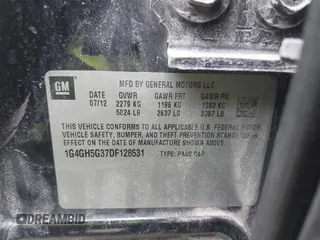 GM
MFD BY GENERAL MOTORS LLC
DATE GVWR GAWR FRT GAWR RR
07/12 2279 KG 1196 KG 1083 KG
5024 LB 2637 LB 2387 LB
THIS VEHICLE CONFORMS TO ALL APPLICABLE U.S. FEDERAL MOTOR
VEHICLE SAFETY, BUMPER, AND THEFT PREVENTION STANDARDS IN
EFFECT ON THE DATE OF MANUFACTURE SHOWN ABOVE.
1G4GH5G37DF128531 TYPE: PASS CAR
DREAMBID